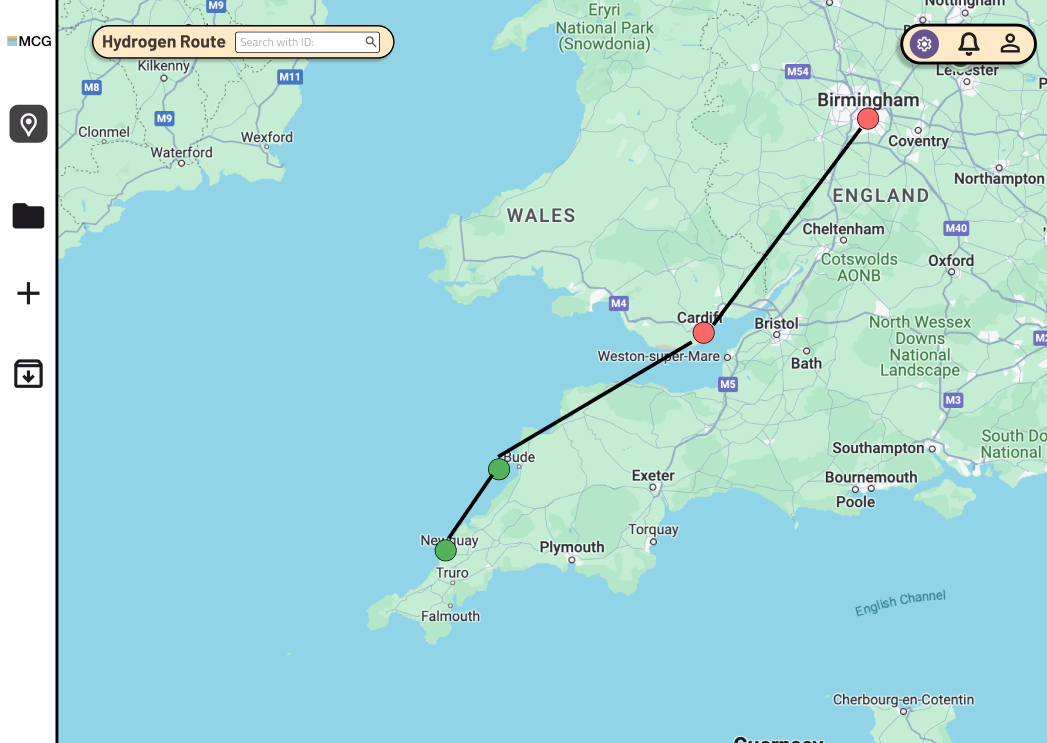 MCG
Hydrogen Route
Search with ID:
M9
Kilkenny
M11
M8
M9
Clonmel
Wexford
Waterford
Eryri
National Park
(Snowdonia)
Nottingham
Leicester
M54
Birmingham
Coventry
Northampton
WALES
ENGLAND
Cheltenham
M40
Cotswolds
AONB
Oxford
M4
Cardiff
Bristol
North Wessex
Downs
National
Landscape
Weston-super-Mare
Bath
M5
M3
Southampton
South Do
National
Bude
Exeter
Bournemouth
Poole
Newquay
Torquay
Plymouth
Truro
Falmouth
English Channel
Cherbourg-en-Cotentin
Guernsey